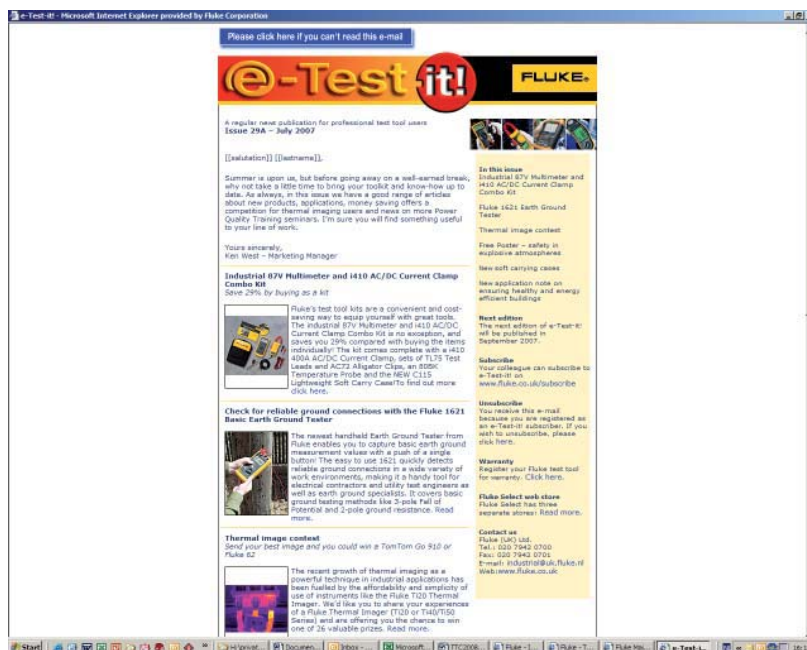 e-Test-it! - Microsoft Internet Explorer provided by Fluke Corporation
Please click here if you can't read this e-mail
e-Test it!
FLUKE®
A regular news publication for professional test tool users
Issue 29A – July 2007
[[salutation]] [[lastname]],
Summer is upon us, but before going away on a well-earned break,
why not take a little time to bring your toolkit and know-how up to
date. As always, in this issue we have a good range of articles
about new products, applications, money saving offers a
competition for thermal imaging users and news on more Power
Quality Training seminars. I'm sure you will find something useful
to your line of work.
Yours sincerely,
Ken West – Marketing Manager
Industrial 87V Multimeter and i410 AC/DC Current Clamp
Combo Kit
Save 29% by buying as a kit
Fluke's test tool kits are a convenient and cost-
saving way to equip yourself with great tools.
The industrial 87V Multimeter and i410 AC/DC
Current Clamp Combo Kit is no exception, and
saves you 29% compared with buying the items
individually! The kit comes complete with a i410
400A AC/DC Current Clamp, sets of TL75 Test
Leads and AC72 Alligator Clips, an 80BK
Temperature Probe and the NEW C115
Lightweight Soft Carry Case!To find out more
click here.
Check for reliable ground connections with the Fluke 1621
Basic Earth Ground Tester
The newest handheld Earth Ground Tester from
Fluke enables you to capture basic earth ground
measurement values with a push of a single
button! The easy to use 1621 quickly detects
reliable ground connections in a wide variety of
work environments, making it a handy tool for
electrical contractors and utility test engineers as
well as earth ground specialists. It covers basic
ground testing methods like 3-pole Fall of
Potential and 2-pole ground resistance. Read
more.
Thermal image contest
Send your best image and you could win a TomTom Go 910 or
Fluke 62
The recent growth of thermal imaging as a
powerful technique in industrial applications has
been fuelled by the affordability and simplicity of
use of instruments like the Fluke Ti20 Thermal
Imager. We'd like you to share your experiences
of a Fluke Thermal Imager (Ti20 or Ti40/Ti50
Series) and are offering you the chance to win
one of 26 valuable prizes. Read more.
In this issue
Industrial 87V Multimeter and
i410 AC/DC Current Clamp
Combo Kit
Fluke 1621 Earth Ground
Tester
Thermal image contest
Free Poster – safety in
explosive atmospheres
New soft carrying cases
New application note on
ensuring healthy and energy
efficient buildings
Next edition
The next edition of e-Test-it!
will be published in
September 2007.
Subscribe
Your colleague can subscribe to
e-Test-it! on
www.fluke.co.uk/subscribe
Unsubscribe
You receive this e-mail
because you are registered as
an e-Test-it! subscriber. If you
wish to unsubscribe, please
click here.
Warranty
Register your Fluke test tool
for warranty. Click here.
Fluke Select web store
Fluke Select has three
separate stores: Read more.
Contact us
Fluke (UK) Ltd.
Tel.: 020 7942 0700
Fax: 020 7942 0701
E-mail: industrial@uk.fluke.nl
Web:www.fluke.co.uk
Start
H:\privat...
Documen...
Inbox - ...
Microsoft...
TTC2008...
Fluke - I...
Fluke - T...
Fluke Mai...
e-Test-i...